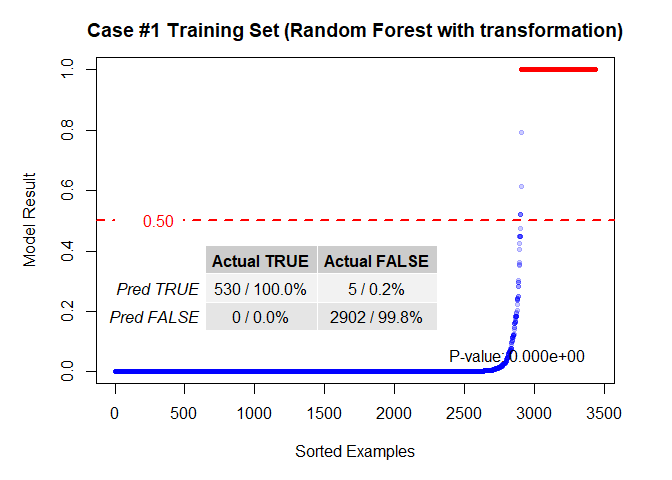 Case #1 Training Set (Random Forest with transformation)
Model Result
1.0
0.8
0.6
0.4
0.2
0.0
0.50
Actual TRUE Actual FALSE
Pred TRUE 530 / 100.0% 5 / 0.2%
Pred FALSE 0 / 0.0% 2902 / 99.8%
P-value: 0.000e+00
0 500 1000 1500 2000 2500 3000 3500
Sorted Examples